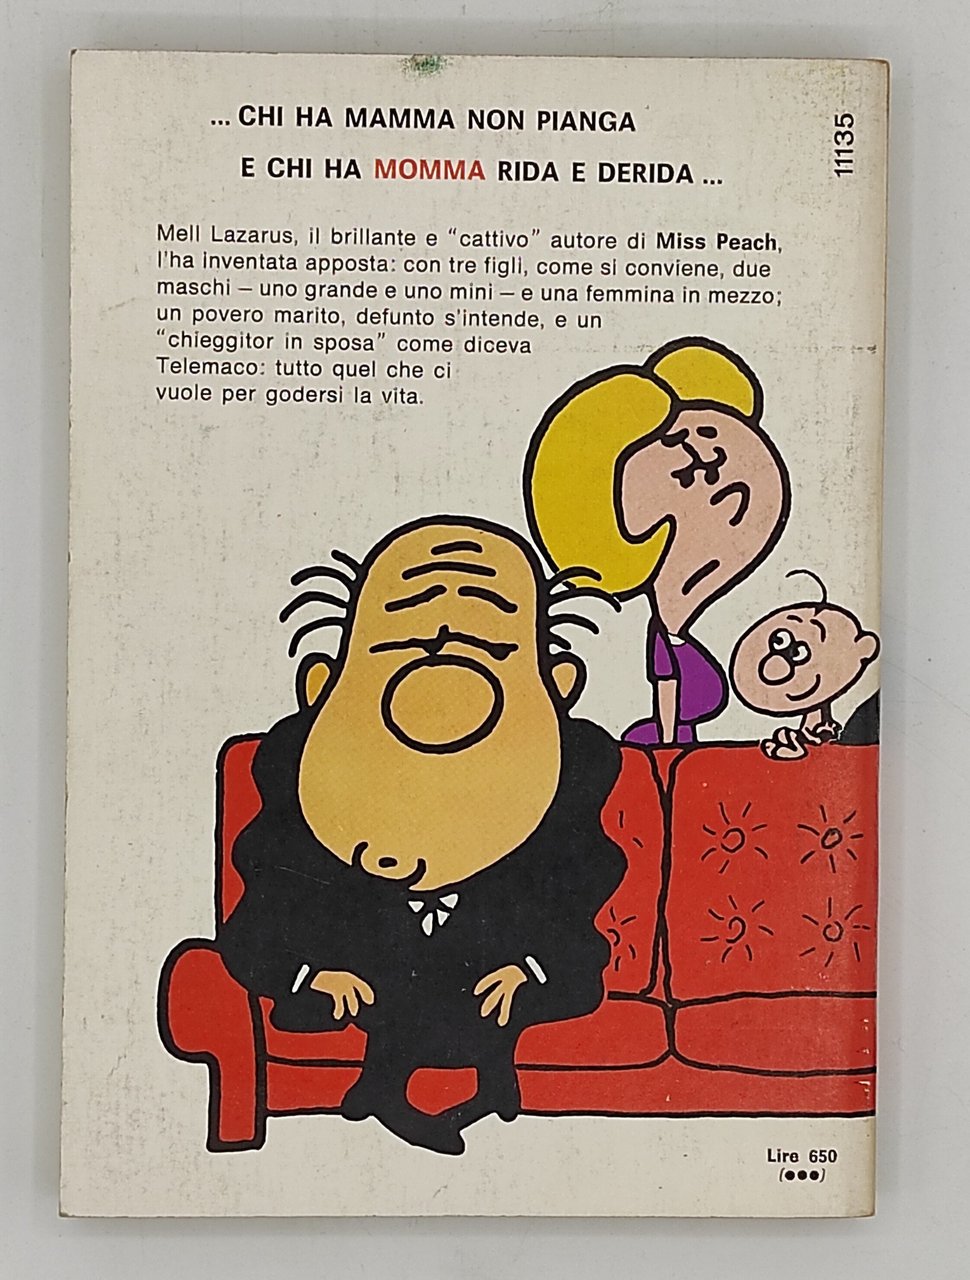 ... CHI HA MAMMA NON PIANGA
E CHI HA MOMMA RIDA E DERIDA ...
11135
Mell Lazarus, il brillante e “cattivo” autore di Miss Peach,
l’ha inventata apposta: con tre figli, come si conviene, due
maschi – uno grande e uno mini – e una femmina in mezzo;
un povero marito, defunto s’intende, e un
“chieggitor in sposa” come diceva
Telemaco: tutto quel che ci
vuole per godersi la vita.
Lire 650
(●●●)